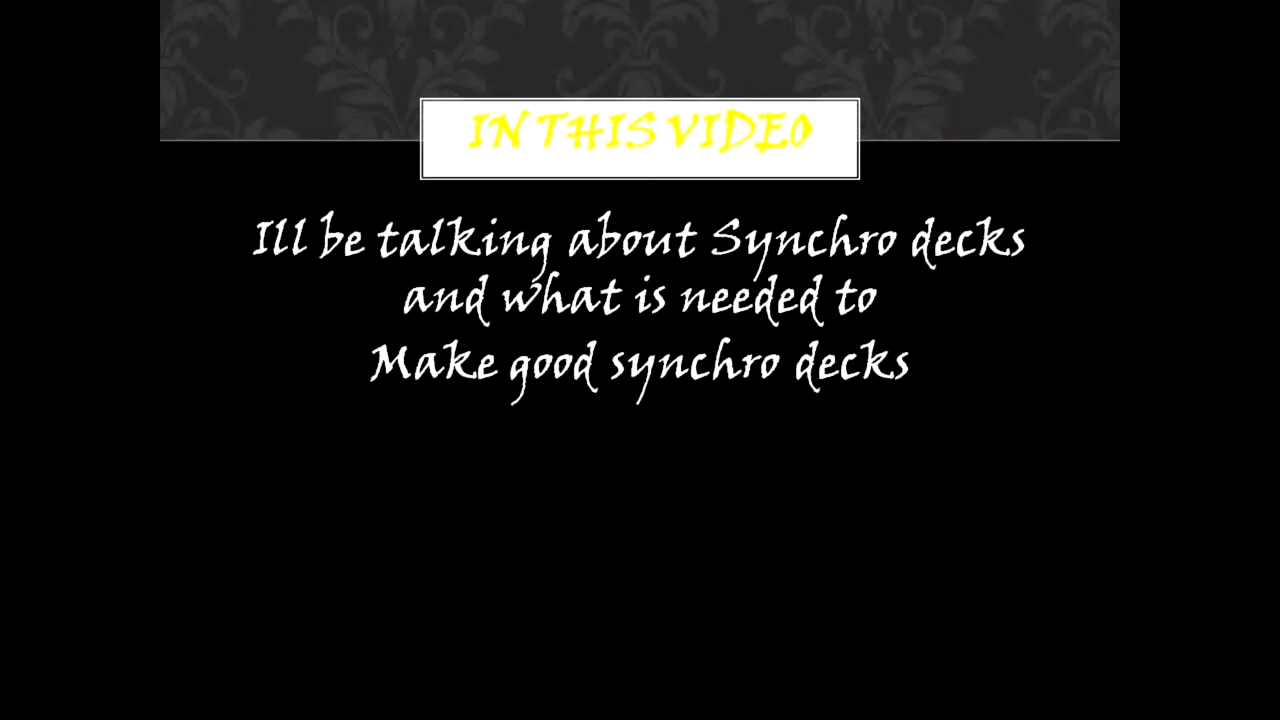 IN THIS VIDEO
Ill be talking about Synchro decks
and what is needed to
Make good synchro decks